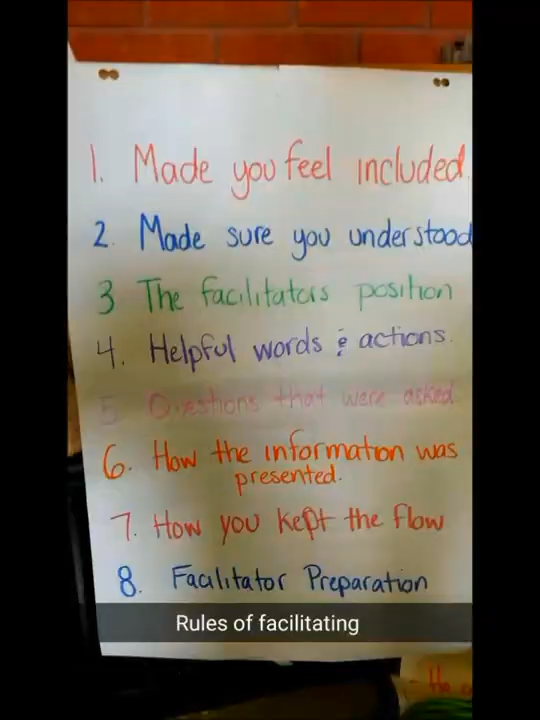 1. Made you feel included.
2. Made sure you understood
3 The facilitators position
4. Helpful words & actions.
5 Questions that were asked
6. How the information was
presented.
7. How you kept the flow
8. Facilitator Preparation
Rules of facilitating